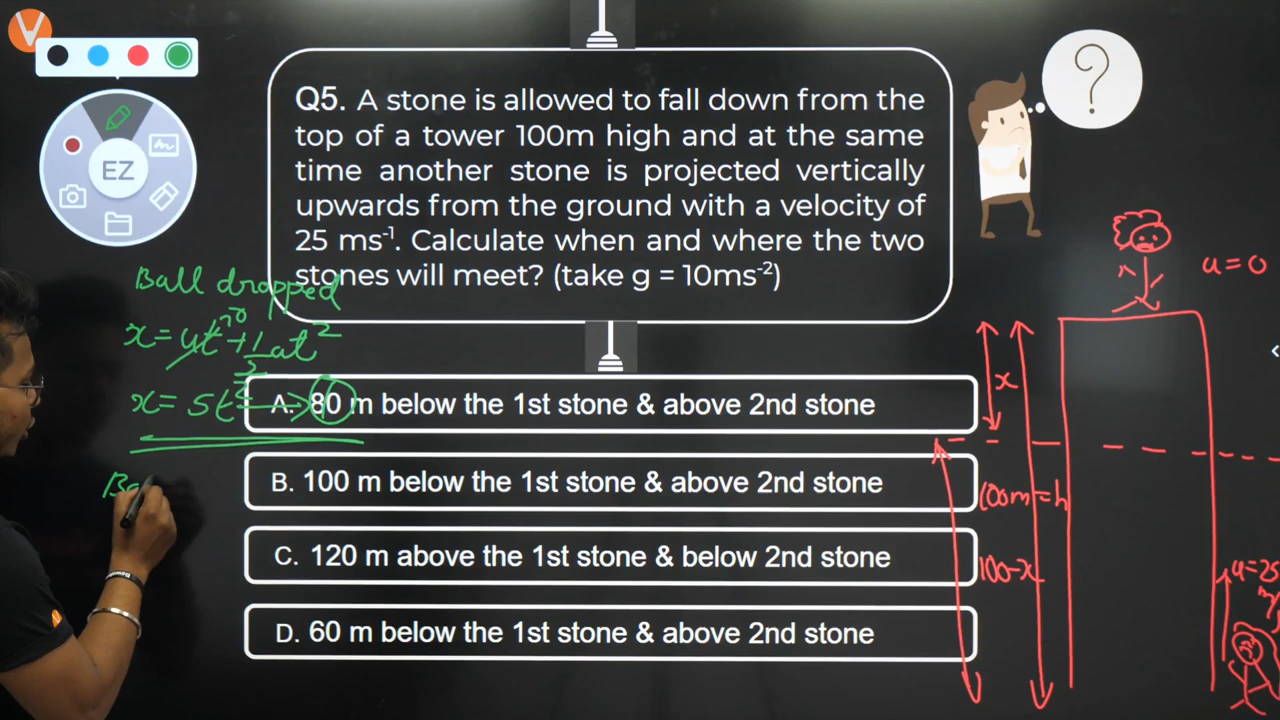 Q5. A stone is allowed to fall down from the
top of a tower 100m high and at the same
time another stone is projected vertically
upwards from the ground with a velocity of
25 ms⁻¹. Calculate when and where the two
stones will meet? (take g = 10ms⁻²)
EZ
?
Ball dropped
x = ut⁷⁰ + 1/2 at²
x = 5t² → 1
Ba
A. 80 m below the 1st stone & above 2nd stone
B. 100 m below the 1st stone & above 2nd stone
C. 120 m above the 1st stone & below 2nd stone
D. 60 m below the 1st stone & above 2nd stone
u = 0
x
100m = h
100-x
u=25
m/